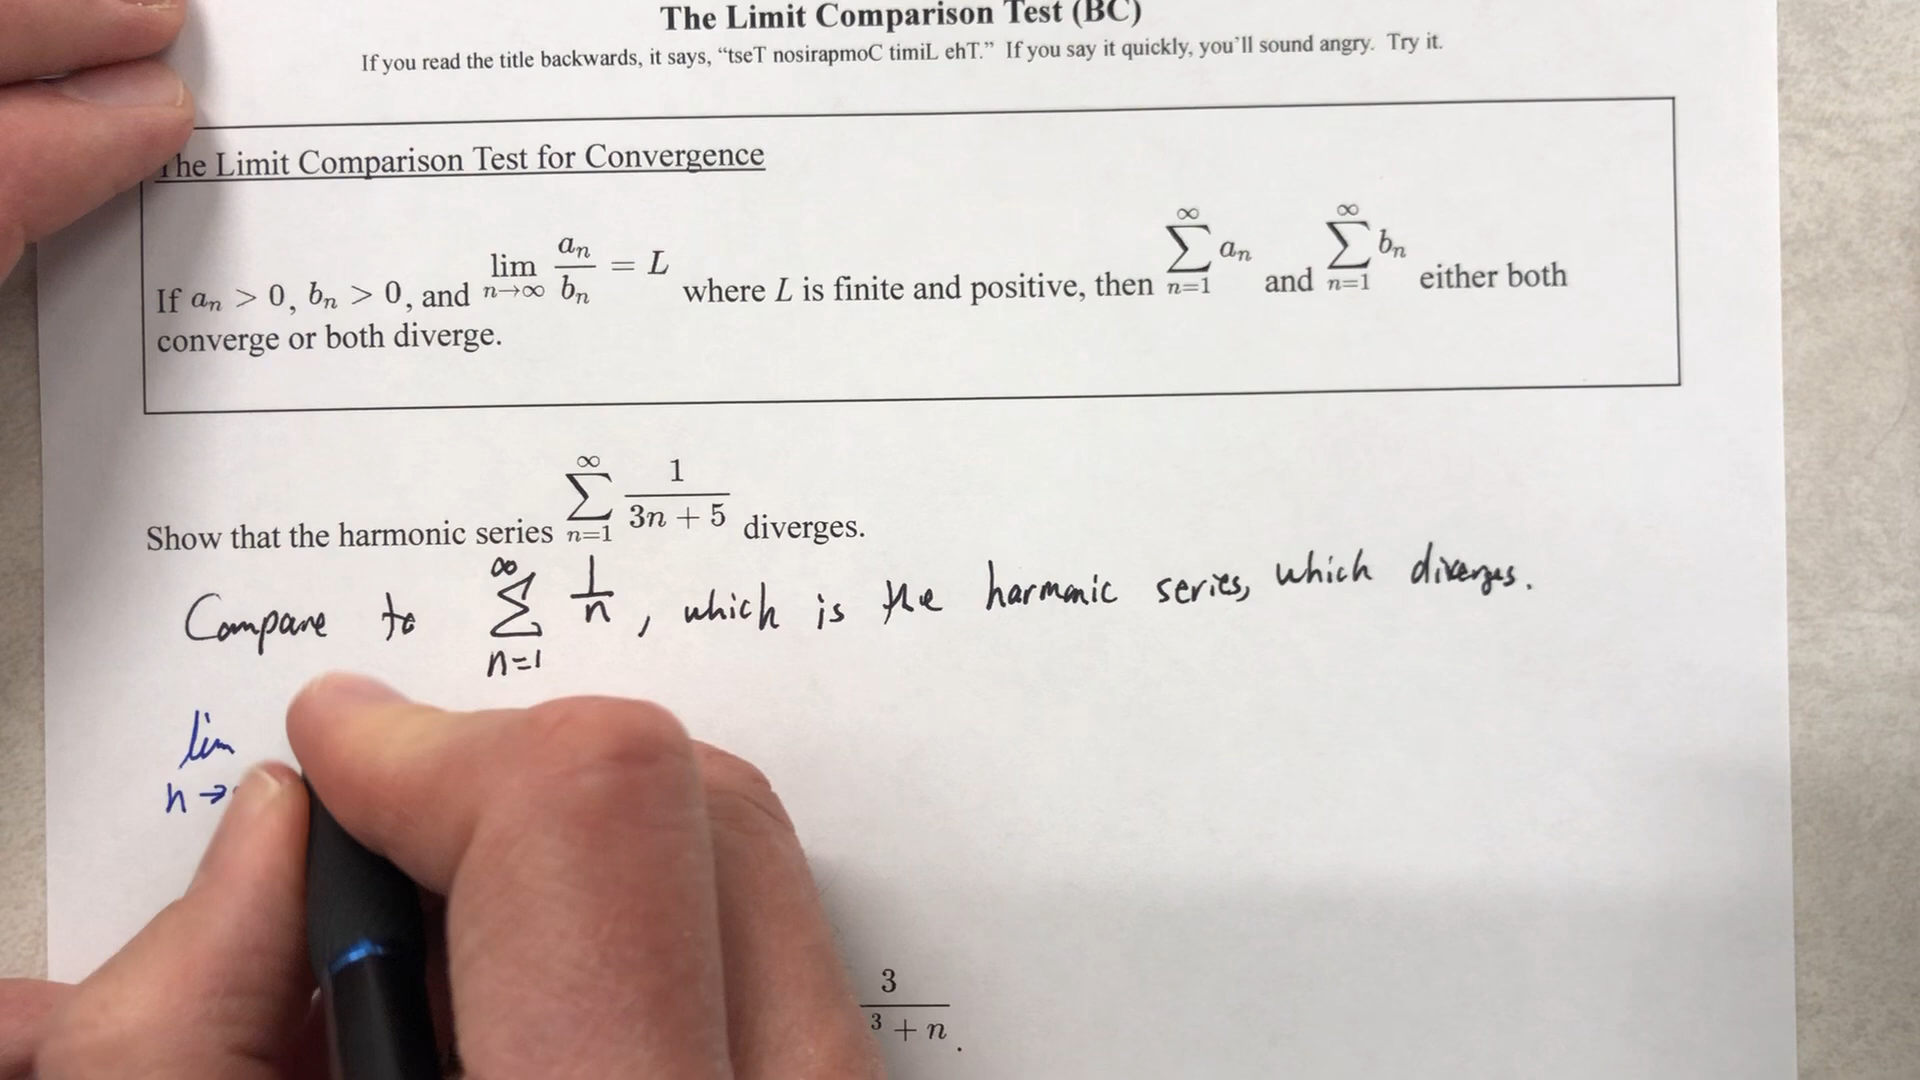 The Limit Comparison Test (BC)
If you read the title backwards, it says, “tseT nosirapmoC timiL ehT.” If you say it quickly, you’ll sound angry. Try it.
The Limit Comparison Test for Convergence
If aₙ > 0, bₙ > 0, and lim n→∞ aₙ/bₙ = L where L is finite and positive, then ∑ n=1 ∞ aₙ and ∑ n=1 ∞ bₙ either both
converge or both diverge.
Show that the harmonic series ∑ n=1 ∞ 1/(3n + 5) diverges.
Compare to ∑ n=1 ∞ 1/n, which is the harmonic series, which diverges.
lim
n→
3
3 + n.